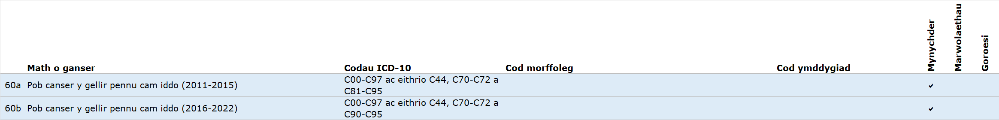 Math o ganser Codau ICD-10 Cod morffoleg Cod ymddygiad Mynychder Marwolaethau Goroesi
60a Pob canser y gellir pennu cam iddo (2011-2015) C00-C97 ac eithrio C44, C70-C72 a
C81-C95
60b Pob canser y gellir pennu cam iddo (2016-2022) C00-C97 ac eithrio C44, C70-C72 a
C90-C95